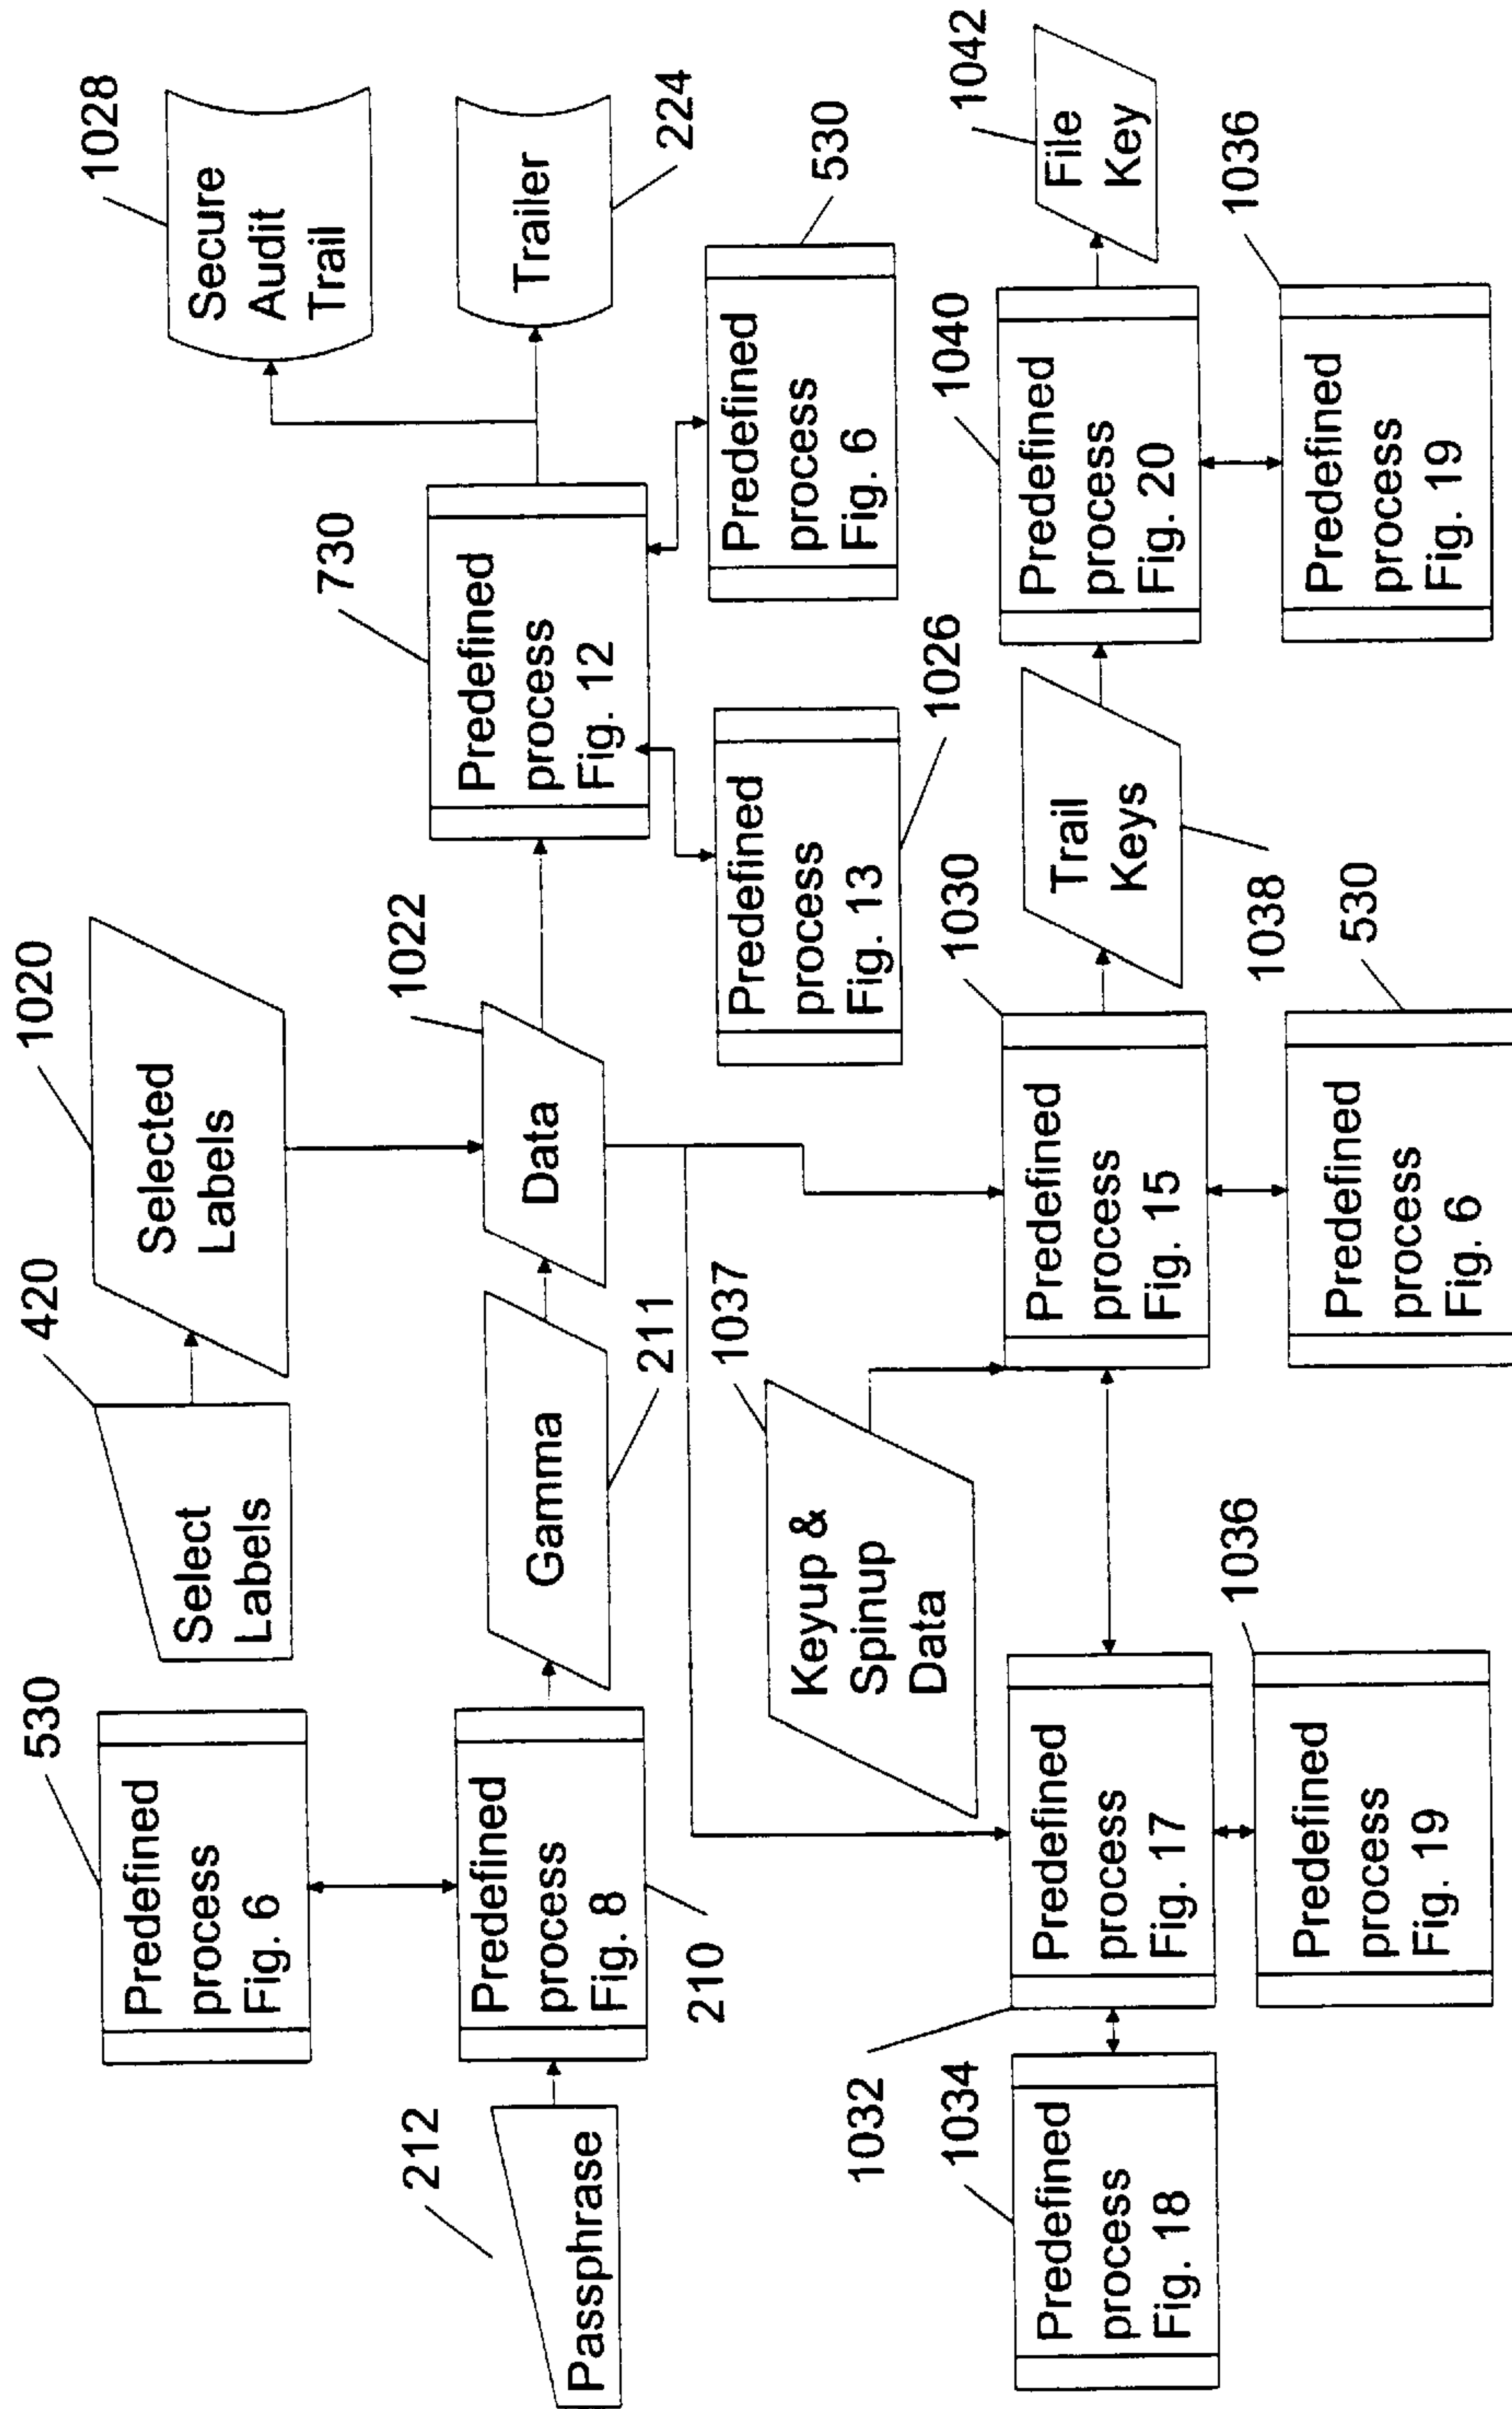 530
Predefined
process
Fig. 6
420
Select
Labels
1020
Selected
Labels
1028
Secure
Audit
Trail
212
Passphrase
Predefined
process
Fig. 8
210
Gamma
211
1022
Data
730
Predefined
process
Fig. 12
Trailer
224
Predefined
process
Fig. 13
1026
Predefined
process
Fig. 6
530
1037
Keyup &
Spinup
Data
1034
Predefined
process
Fig. 18
1032
Predefined
process
Fig. 17
1036
Predefined
process
Fig. 19
1030
Predefined
process
Fig. 15
530
Predefined
process
Fig. 6
Trail
Keys
1038
1040
Predefined
process
Fig. 20
1042
File
Key
1036
Predefined
process
Fig. 19